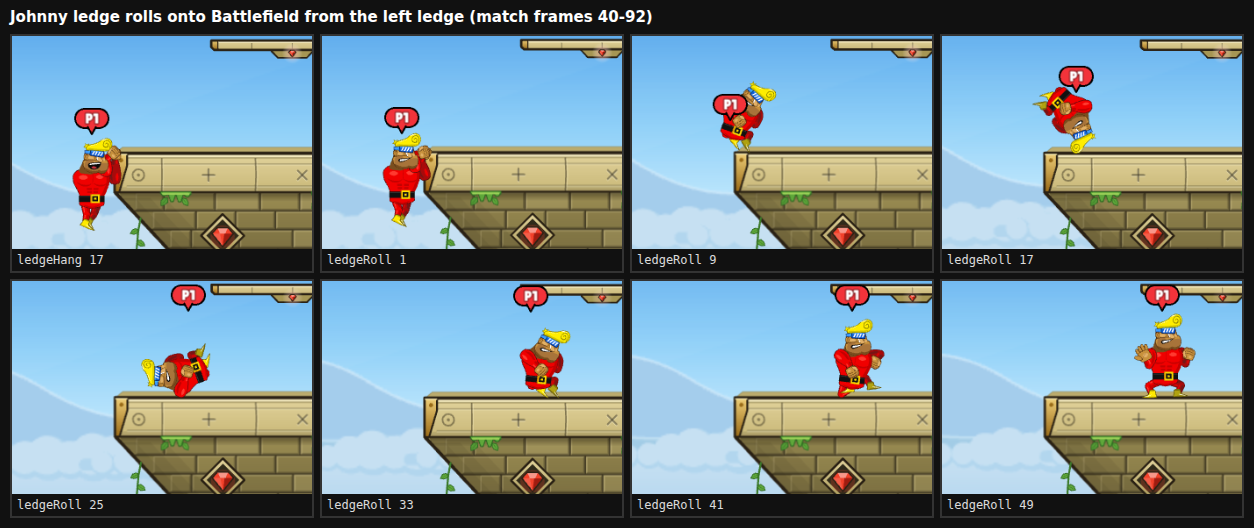 Johnny ledge rolls onto Battlefield from the left ledge (match frames 40-92)
P1
P1
P1
P1
ledgeHang 17
ledgeRoll 1
ledgeRoll 9
ledgeRoll 17
P1
P1
P1
P1
ledgeRoll 25
ledgeRoll 33
ledgeRoll 41
ledgeRoll 49